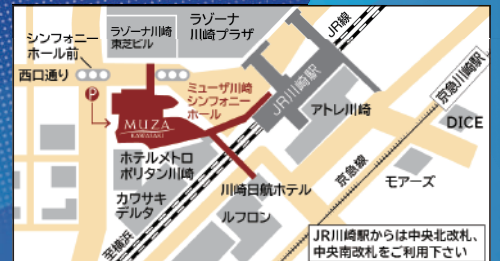 ラゾーナ川崎
東芝ビル
ラゾーナ
川崎プラザ
JR線
シンフォニー
ホール前
西口通り
P
ミューザ川崎
シンフォニー
ホール
JR川崎駅
アトレ川崎
京急川崎駅
DICE
MUZA
KAWASAKI
ホテルメトロ
ポリタン川崎
カワサキ
デルタ
川崎日航ホテル
ルフロン
京急線
モアーズ
至横浜
JR川崎駅からは中央北改札、
中央南改札をご利用下さい